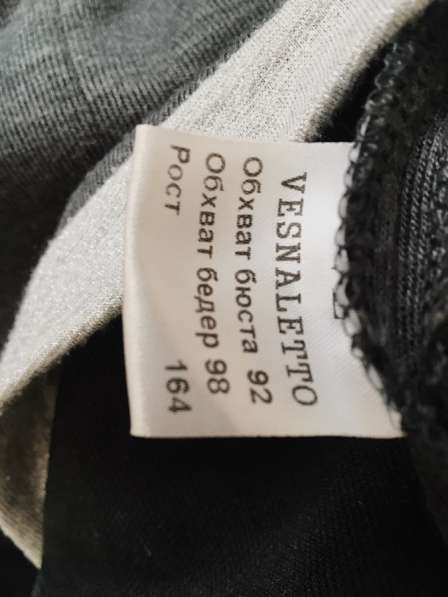 VESNALETTO
Обхват бюста 92
Обхват бедер 98
Рост 164